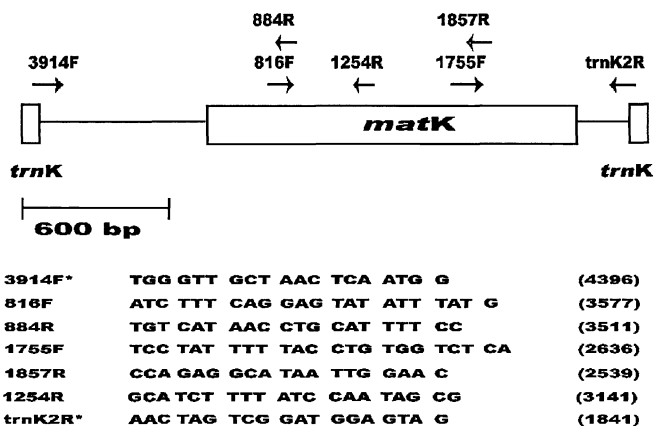 884R 1857R
3914F 816F 1254R 1755F trnK2R
matK
trnK trnK
600 bp
3914F* TGG GTT GCT AAC TCA ATG G (4396)
816F ATC TTT CAG GAG TAT ATT TAT G (3577)
884R TGT CAT AAC CTG CAT TTT CC (3511)
1755F TCC TAT TTT TAC CTG TGG TCT CA (2636)
1857R CCA GAG GCA TAA TTG GAA C (2539)
1254R GCA TCT TTT ATC CAA TAG CG (3141)
trnK2R* AAC TAG TCG GAT GGA GTA G (1841)